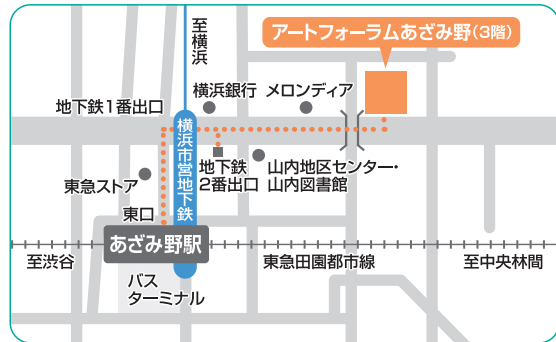 至横浜
アートフォーラムあざみ野(3階)
横浜銀行
メロンディア
地下鉄1番出口
横浜市営地下鉄
地下鉄
2番出口
山内地区センター・
山内図書館
東急ストア
東口
あざみ野駅
至渋谷
東急田園都市線
至中央林間
バス
ターミナル